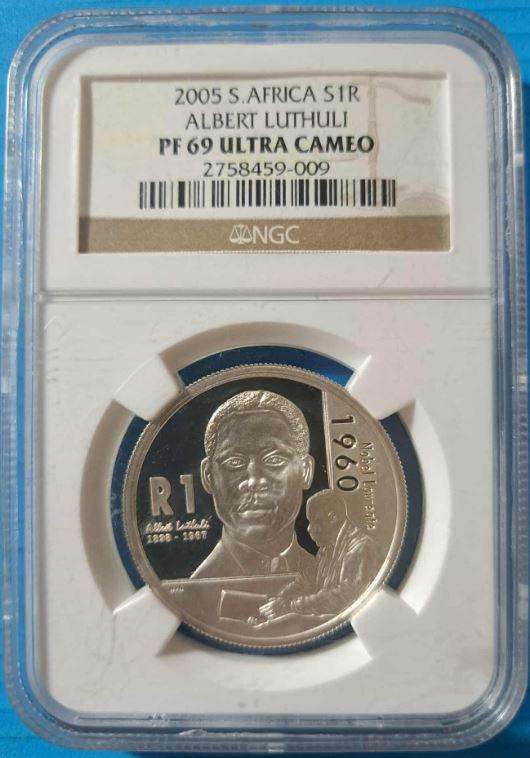 2005 S.AFRICA S1R
ALBERT LUTHULI
PF 69 ULTRA CAMEO
2758459-009
NGC
1960
Nobel Laureate
R1
Albert Luthuli
1898 - 1967